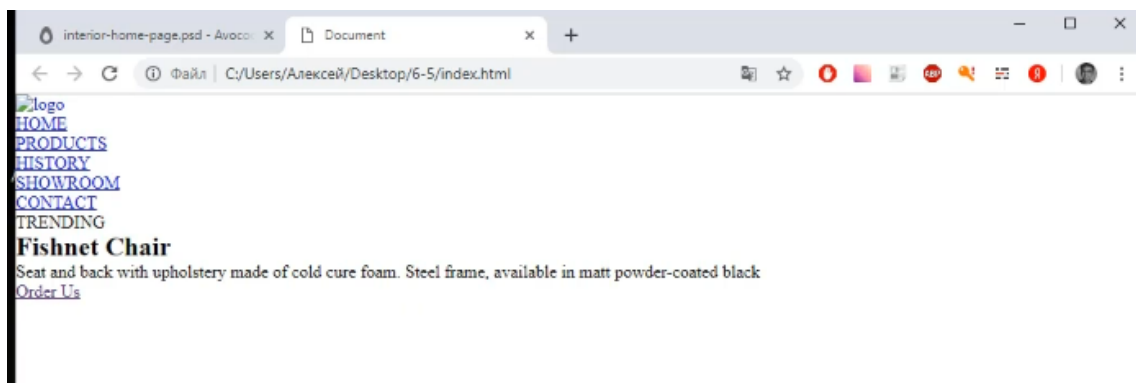 interior-home-page.psd - Avoco
Document
Файл
C:/Users/Алексей/Desktop/6-5/index.html
ABP
Я
logo
HOME
PRODUCTS
HISTORY
SHOWROOM
CONTACT
TRENDING
Fishnet Chair
Seat and back with upholstery made of cold cure foam. Steel frame, available in matt powder-coated black
Order Us